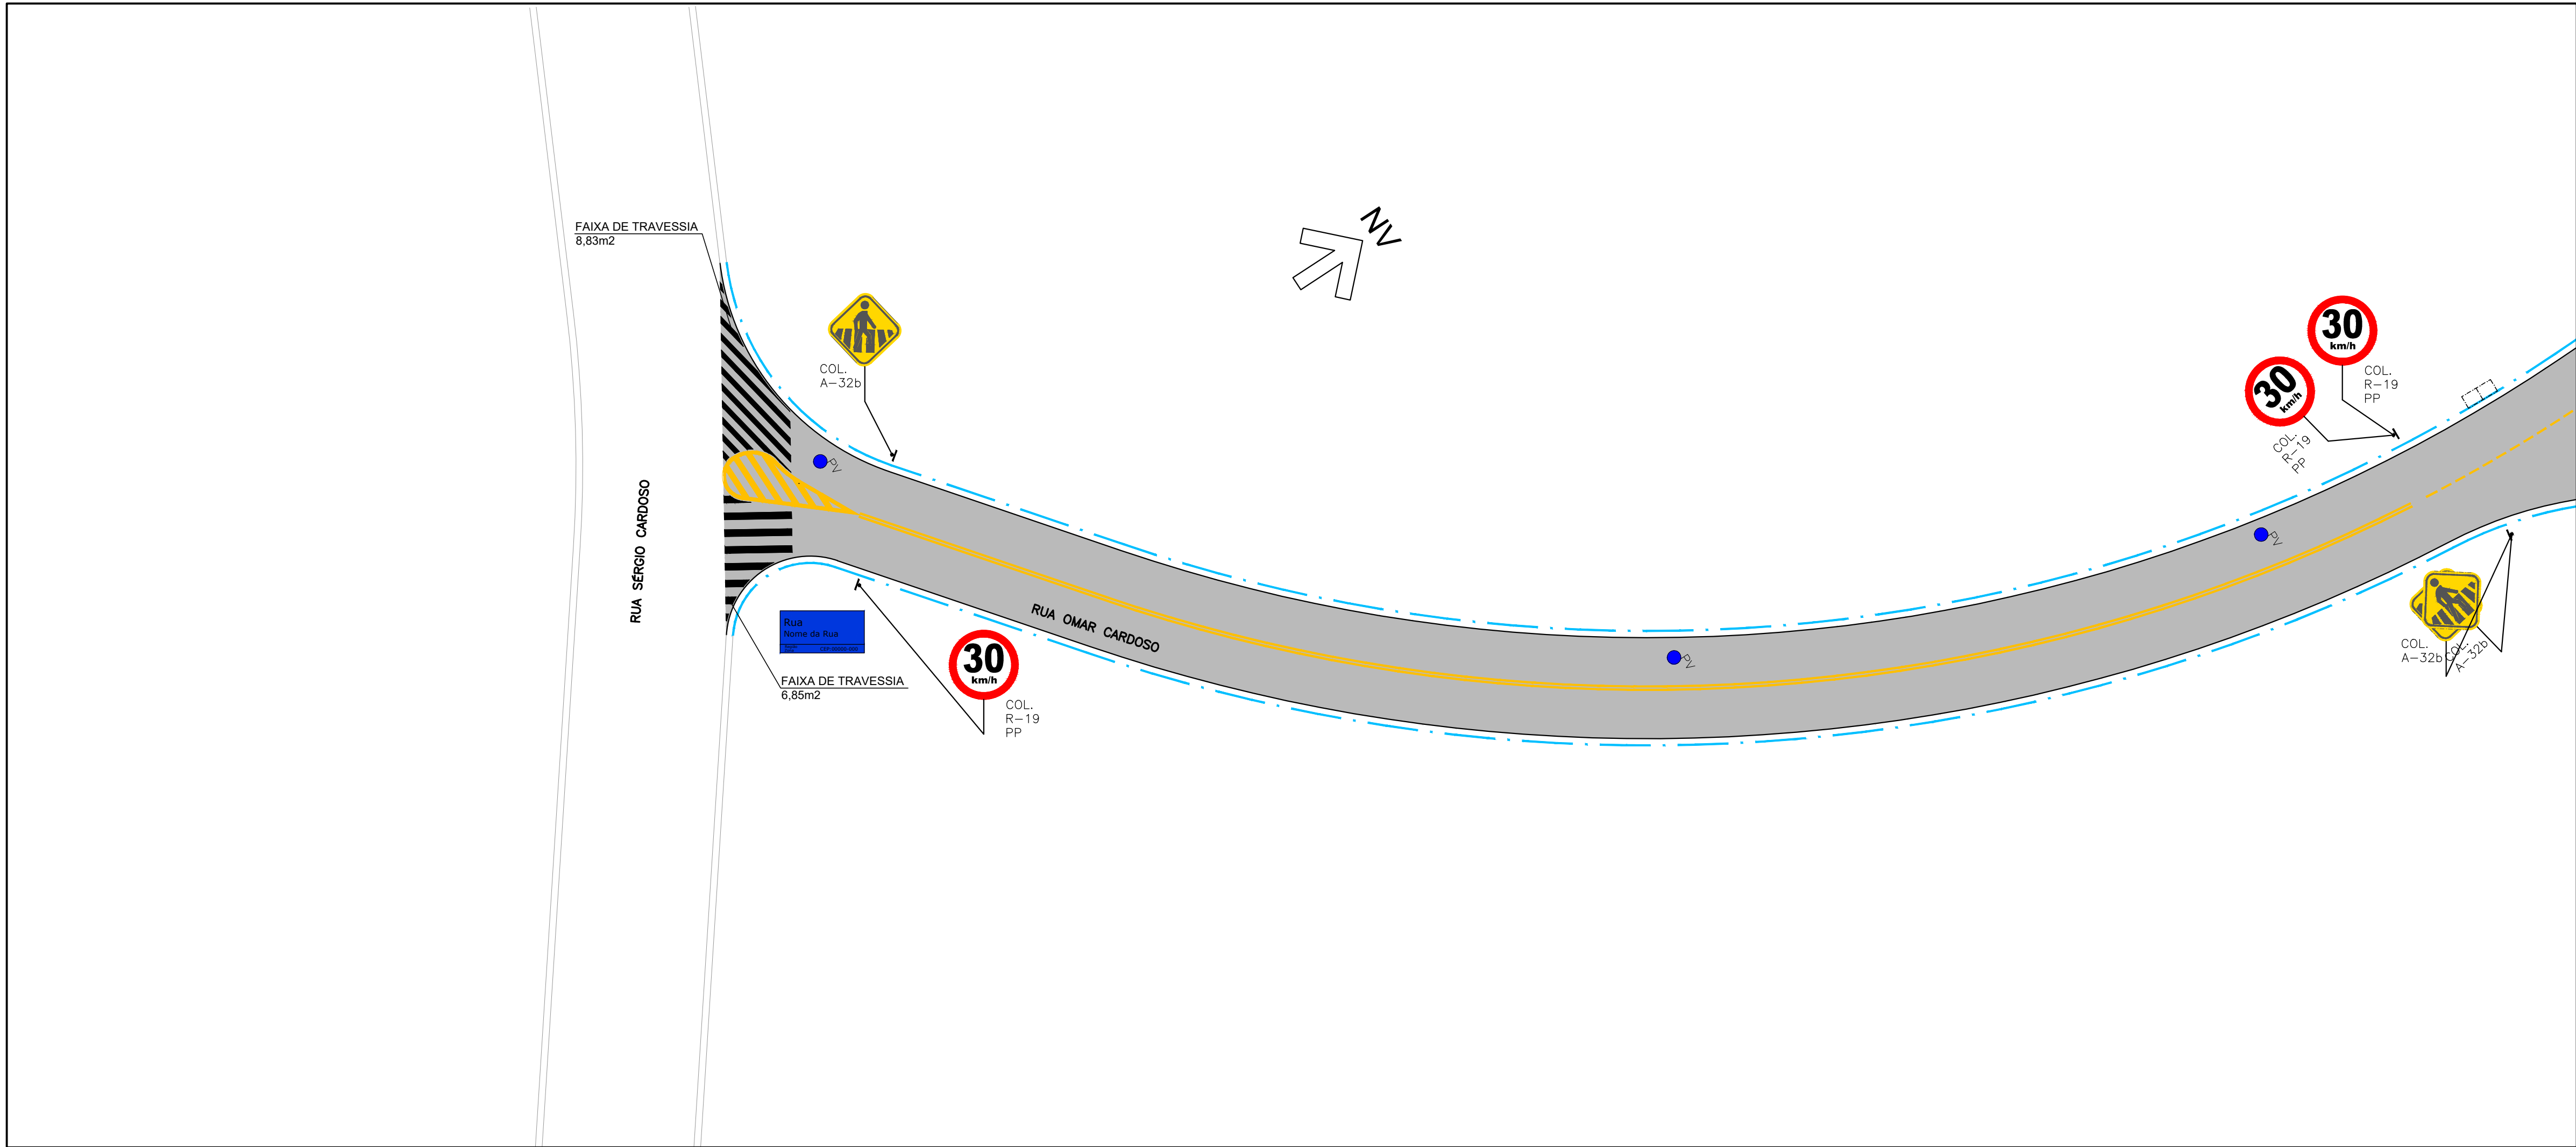 FAIXA DE TRAVESSIA
8,83m2
NV
COL.
A-32b
30
km/h
COL.
R-19
PP
30
km/h
COL.
R-19
PP
PV
RUA SÉRGIO CARDOSO
PV
RUA OMAR CARDOSO
PV
Rua
Nome da Rua
FAIXA DE TRAVESSIA
6,85m2
30
km/h
COL.
R-19
PP
COL.
A-32b
COL.
A-32b